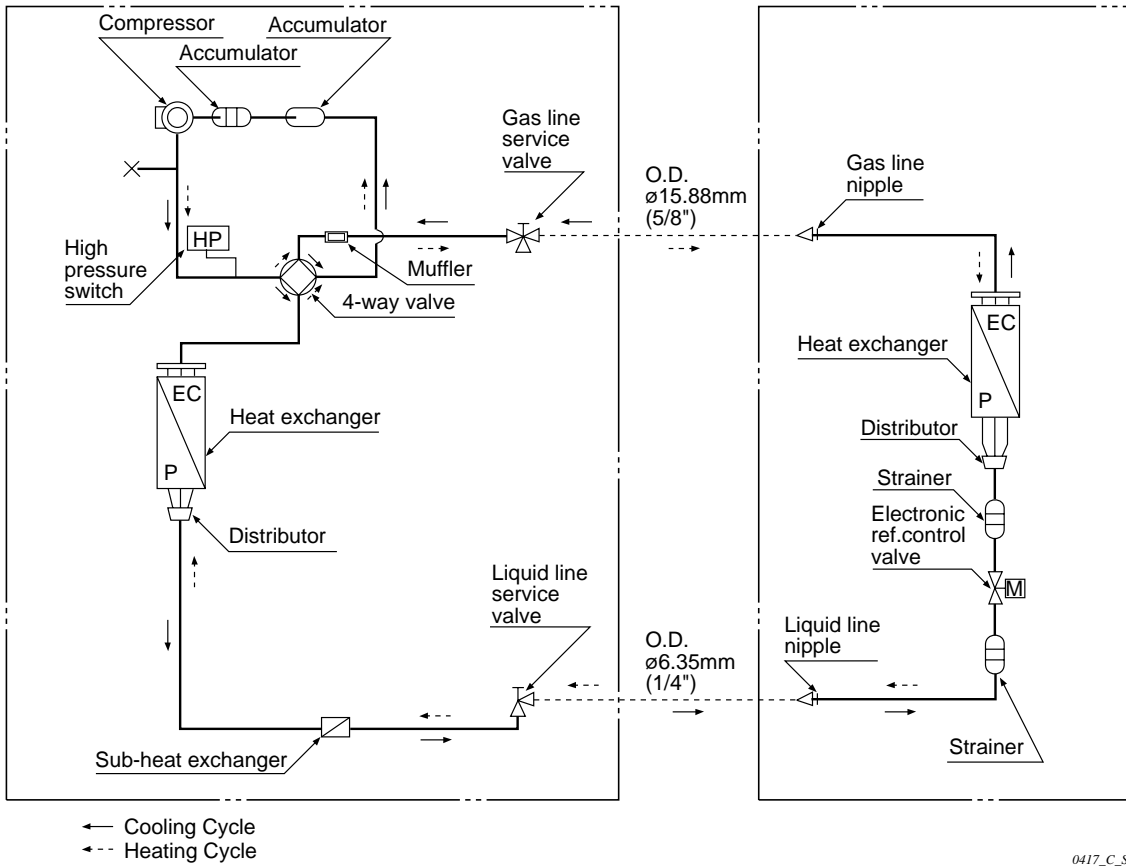 Compressor
Accumulator
Accumulator
Gas line
service
valve
O.D.
ø15.88mm
(5/8")
Gas line
nipple
HP
High
pressure
switch
Muffler
4-way valve
EC
P
Heat exchanger
EC
P
Heat exchanger
Distributor
Strainer
Electronic
ref.control
valve
M
Distributor
Liquid line
service
valve
O.D.
ø6.35mm
(1/4")
Liquid line
nipple
Sub-heat exchanger
Strainer
Cooling Cycle
Heating Cycle